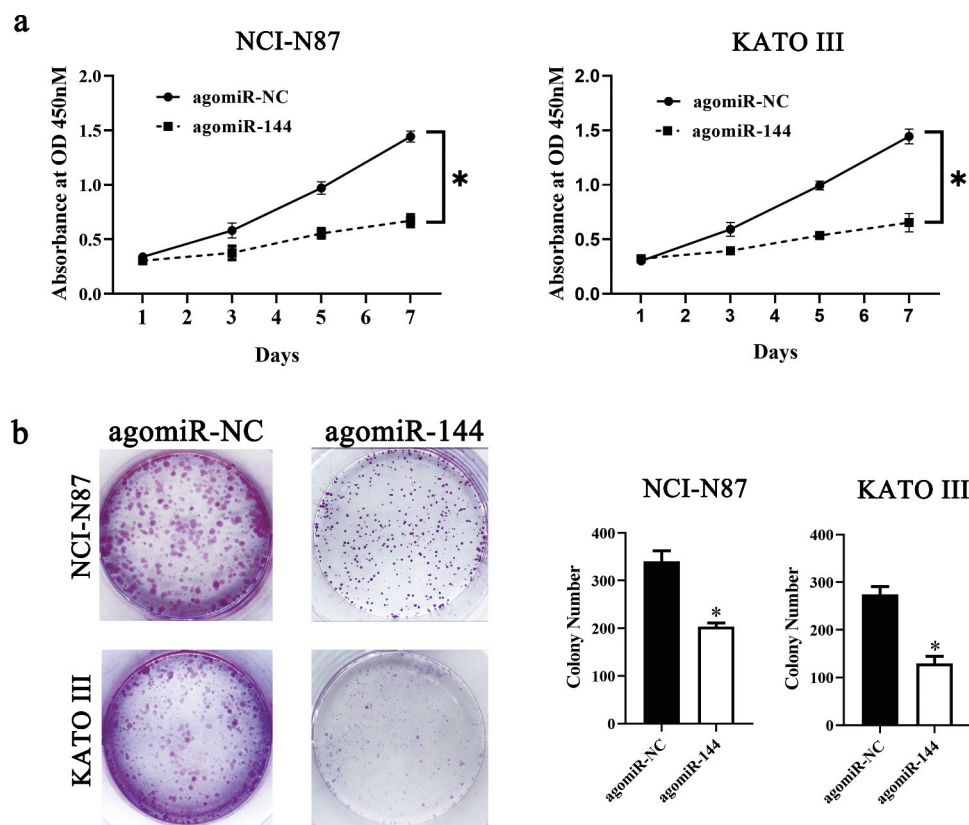 a
NCI-N87
Absorbance at OD 450nM
2.0
1.5
1.0
0.5
0.0
agomiR-NC
agomiR-144
*
1 2 3 4 5 6 7
Days
KATO III
Absorbance at OD 450nM
2.0
1.5
1.0
0.5
0.0
agomiR-NC
agomiR-144
*
1 2 3 4 5 6 7
Days
b
agomiR-NC agomiR-144
NCI-N87
KATO III
NCI-N87
Colony Number
400
300
200
100
0
*
agomiR-NC
agomiR-144
KATO III
Colony Number
400
300
200
100
0
*
agomiR-NC
agomiR-144